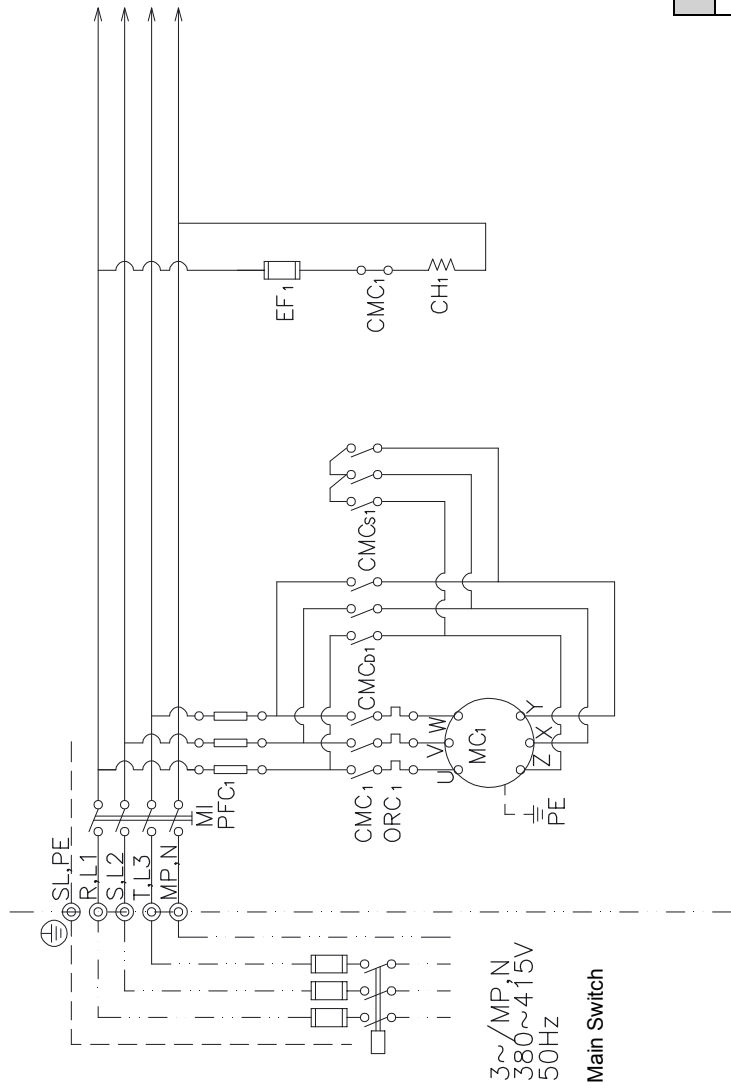 SL,PE
R,L1
S,L2
T,L3
MP,N
MI
PFC1
CMC1
ORC1
U
V
W
MC1
Z
X
Y
PE
CMCD1
CMCS1
EF1
CMC1
CH1
3~/MP,N
380~415V
50Hz
Main Switch